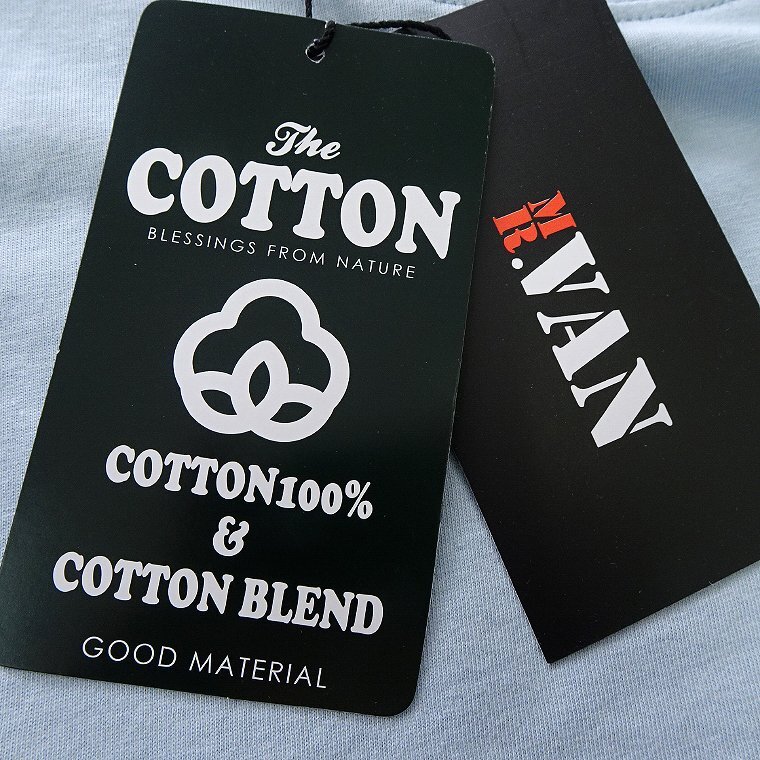 The
COTTON
BLESSINGS FROM NATURE
COTTON100%
&
COTTON BLEND
GOOD MATERIAL
MR.VAN